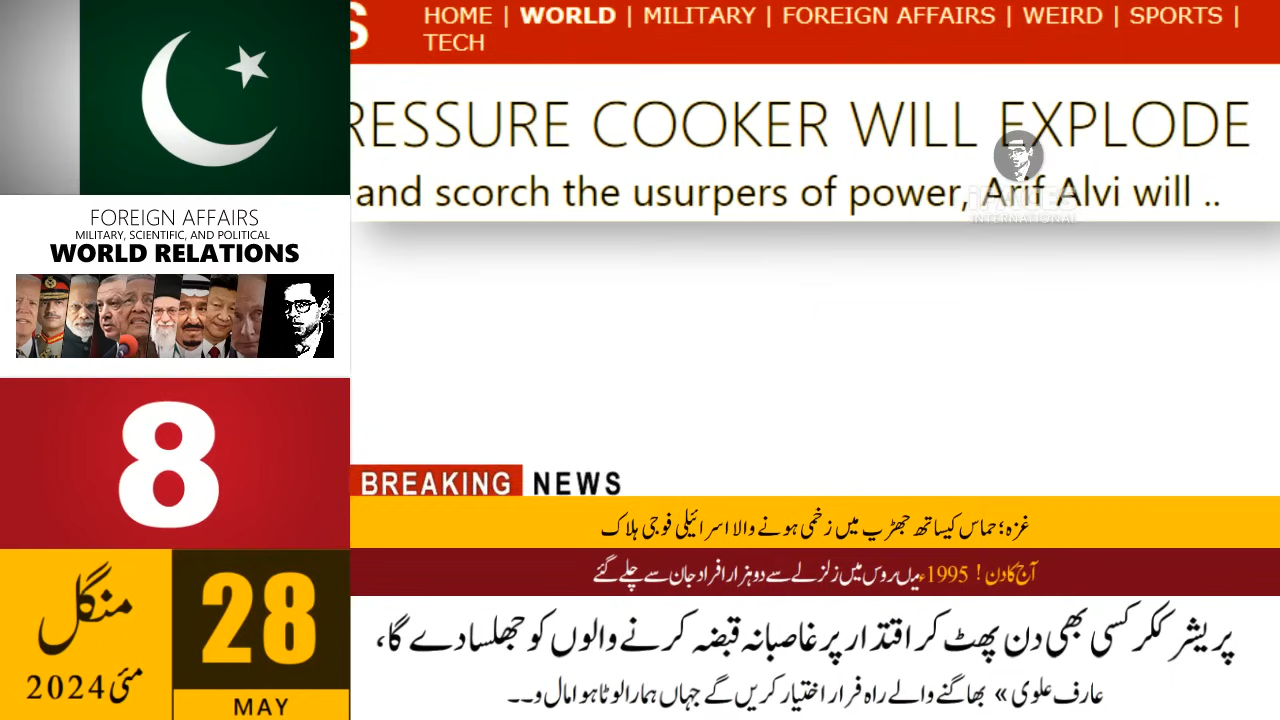 HOME | WORLD | MILITARY | FOREIGN AFFAIRS | WEIRD | SPORTS |
TECH
RESSURE COOKER WILL EXPLODE
and scorch the usurpers of power, Arif Alvi will ..
INTERNATIONAL
FOREIGN AFFAIRS
MILITARY, SCIENTIFIC, AND POLITICAL
WORLD RELATIONS
8
BREAKING NEWS
غزہ؛ حماس کیساتھ جھڑپ میں زخمی ہونے والا اسرائیلی فوجی ہلاک
آج کا دن ! 1995ء میں روس میں زلزلے سے دو ہزار افراد جان سے چلے گئے
منگل
28
مئی 2024
MAY
پریشر ککر کسی بھی دن پھٹ کر اقتدار پر غاصبانہ قبضہ کرنے والوں کو جھلسا دے گا،
عارف علوی » بھاگنے والے راہ فرار اختیار کریں گے جہاں ہمارا لوٹا ہوا مال و۔۔